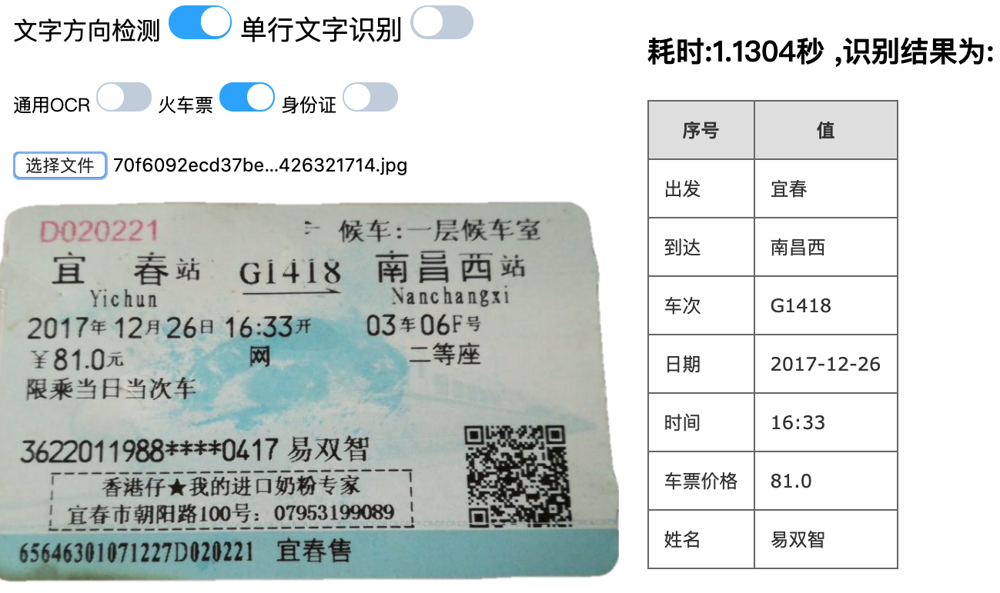 文字方向检测 单行文字识别
通用OCR 火车票 身份证
选择文件 70f6092ecd37be...426321714.jpg
D020221 候车:一层候车室
宜春站 G1418 南昌西站
Yichun Nanchangxi
2017年12月26日 16:33开 03车06F号
￥81.0元 网 二等座
限乘当日当次车
3622011988****0417 易双智
香港仔★我的进口奶粉专家
宜春市朝阳路100号: 07953199089
65646301071227D020221 宜春售
耗时:1.1304秒 ,识别结果为:
序号 值
出发 宜春
到达 南昌西
车次 G1418
日期 2017-12-26
时间 16:33
车票价格 81.0
姓名 易双智